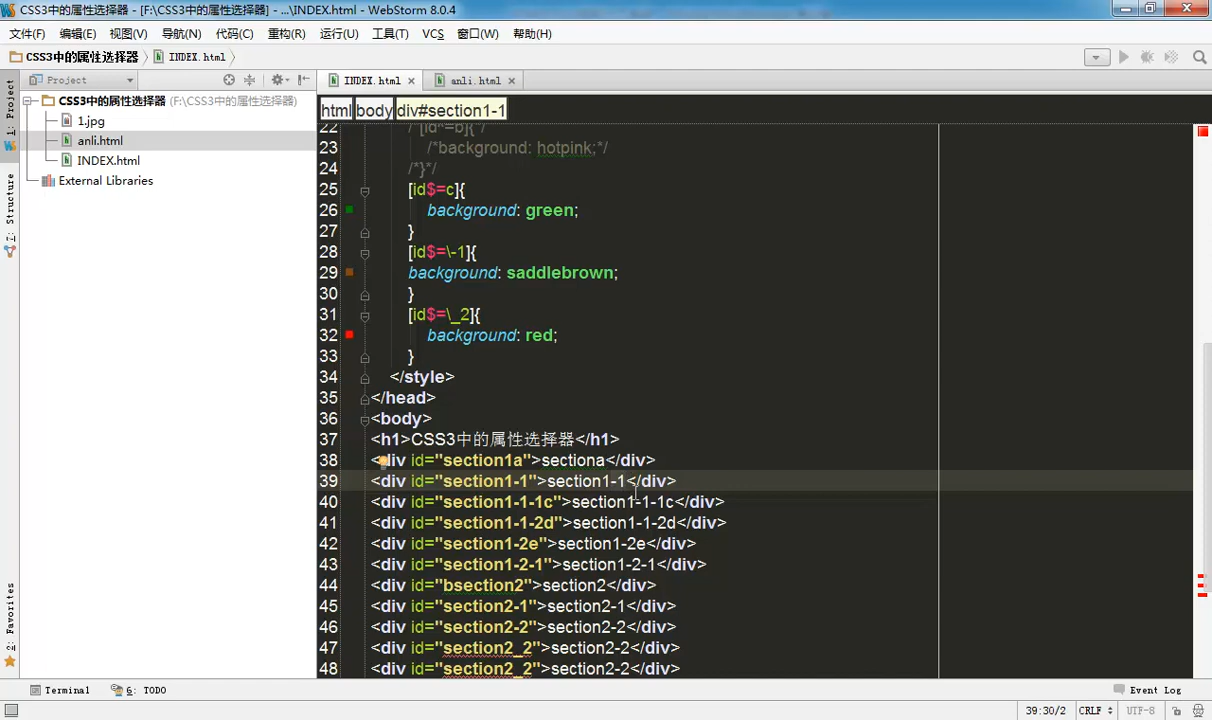 CSS3中的属性选择器 - [F:\CSS3中的属性选择器] - ...\INDEX.html - WebStorm 8.0.4
文件(F) 编辑(E) 视图(V) 导航(N) 代码(C) 重构(R) 运行(U) 工具(T) VCS 窗口(W) 帮助(H)
CSS3中的属性选择器 INDEX.html
Project
INDEX.html anli.html
1: Project
Structure
2: Favorites
CSS3中的属性选择器 (F:\CSS3中的属性选择器)
1.jpg
anli.html
INDEX.html
External Libraries
html body div#section1-1
22 /*[id*=b]{*/
23 /*background: hotpink;*/
24 /*}*/
25 [id$=c]{
26 background: green;
27 }
28 [id$=\-1]{
29 background: saddlebrown;
30 }
31 [id$=\_2]{
32 background: red;
33 }
34 </style>
35 </head>
36 <body>
37 <h1>CSS3中的属性选择器</h1>
38 <div id="section1a">sectiona</div>
39 <div id="section1-1">section1-1</div>
40 <div id="section1-1-1c">section1-1-1c</div>
41 <div id="section1-1-2d">section1-1-2d</div>
42 <div id="section1-2e">section1-2e</div>
43 <div id="section1-2-1">section1-2-1</div>
44 <div id="bsection2">section2</div>
45 <div id="section2-1">section2-1</div>
46 <div id="section2-2">section2-2</div>
47 <div id="section2_2">section2-2</div>
48 <div id="section2_2">section2-2</div>
Terminal 6: TODO Event Log
39:30/2 CRLF UTF-8